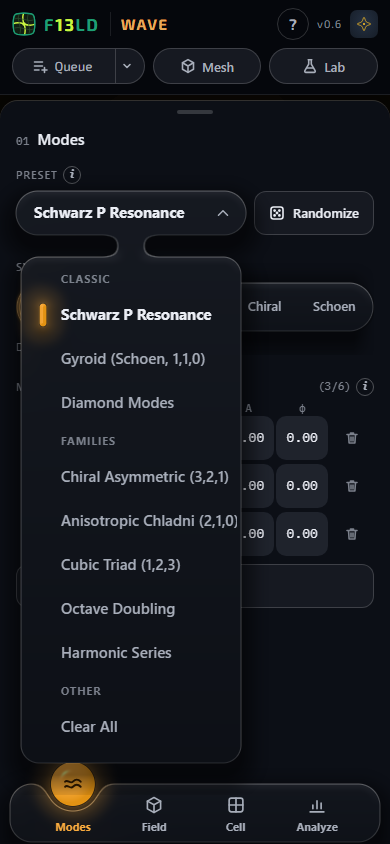 F13LD WAVE ? v0.6
Queue Mesh Lab
01 Modes
PRESET i
Schwarz P Resonance Randomize
CLASSIC
Schwarz P Resonance
Chiral Schoen
Gyroid (Schoen, 1,1,0)
(3/6) i
Diamond Modes
A ϕ
.00 0.00
FAMILIES
Chiral Asymmetric (3,2,1)
.00 0.00
Anisotropic Chladni (2,1,0)
.00 0.00
Cubic Triad (1,2,3)
Octave Doubling
Harmonic Series
OTHER
Clear All
Modes Field Cell Analyze